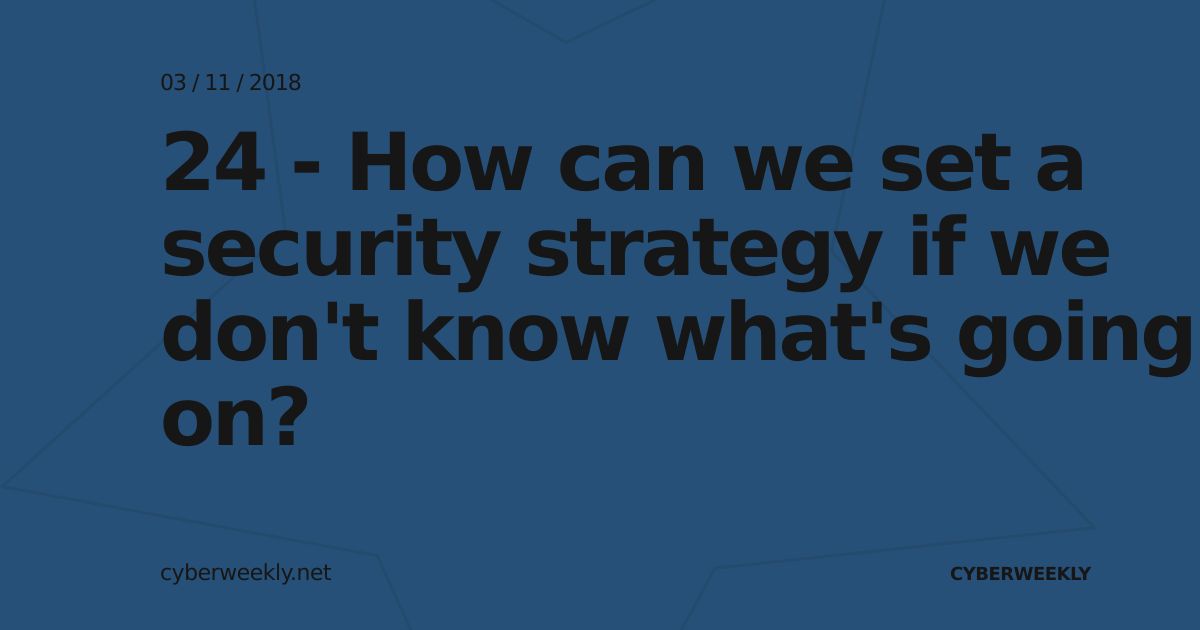 03 / 11 / 2018
24 - How can we set a
security strategy if we
don't know what's going
on?
cyberweekly.net
CYBERWEEKLY